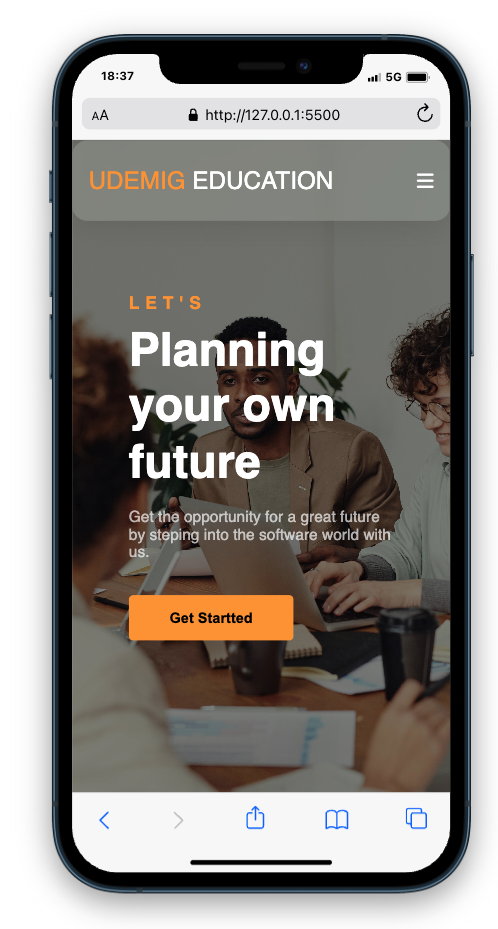 18:37
5G
AA
http://127.0.0.1:5500
UDEMIG EDUCATION
LET'S
Planning
your own
future
Get the opportunity for a great future
by steping into the software world with
us.
Get Startted